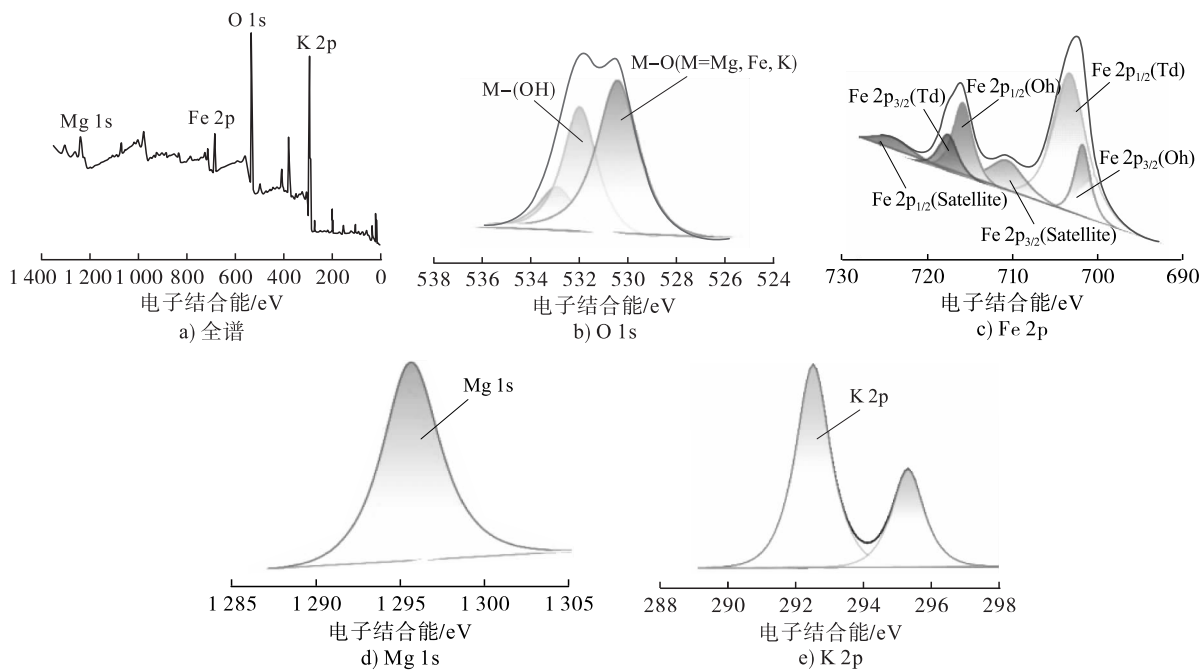 O 1s
K 2p
Fe 2p
Mg 1s
1 400 1 200 1 000 800 600 400 200 0
电子结合能/eV
a) 全谱
M-O(M=Mg, Fe, K)
M-(OH)
538 536 534 532 530 528 526 524
电子结合能/eV
b) O 1s
Fe 2p1/2(Td)
Fe 2p1/2(Oh)
Fe 2p3/2(Td)
Fe 2p3/2(Oh)
Fe 2p1/2(Satellite)
Fe 2p3/2(Satellite)
730 720 710 700 690
电子结合能/eV
c) Fe 2p
Mg 1s
1 285 1 290 1 295 1 300 1 305
电子结合能/eV
d) Mg 1s
K 2p
288 290 292 294 296 298
电子结合能/eV
e) K 2p